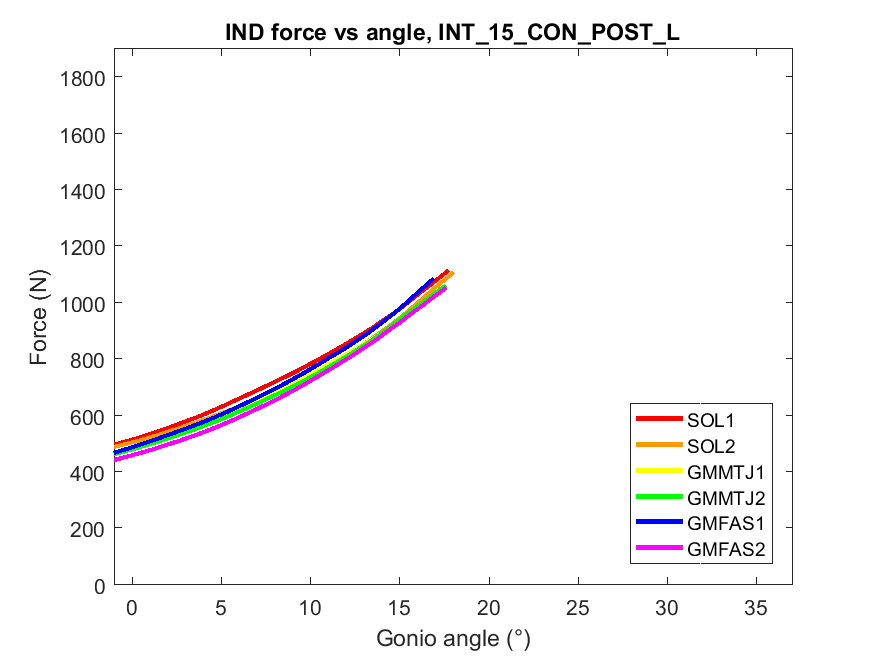 IND force vs angle, INT_15_CON_POST_L
1800
1600
1400
1200
1000
800
600
400
200
0
Force (N)
0 5 10 15 20 25 30 35
Gonio angle (°)
SOL1
SOL2
GMMTJ1
GMMTJ2
GMFAS1
GMFAS2